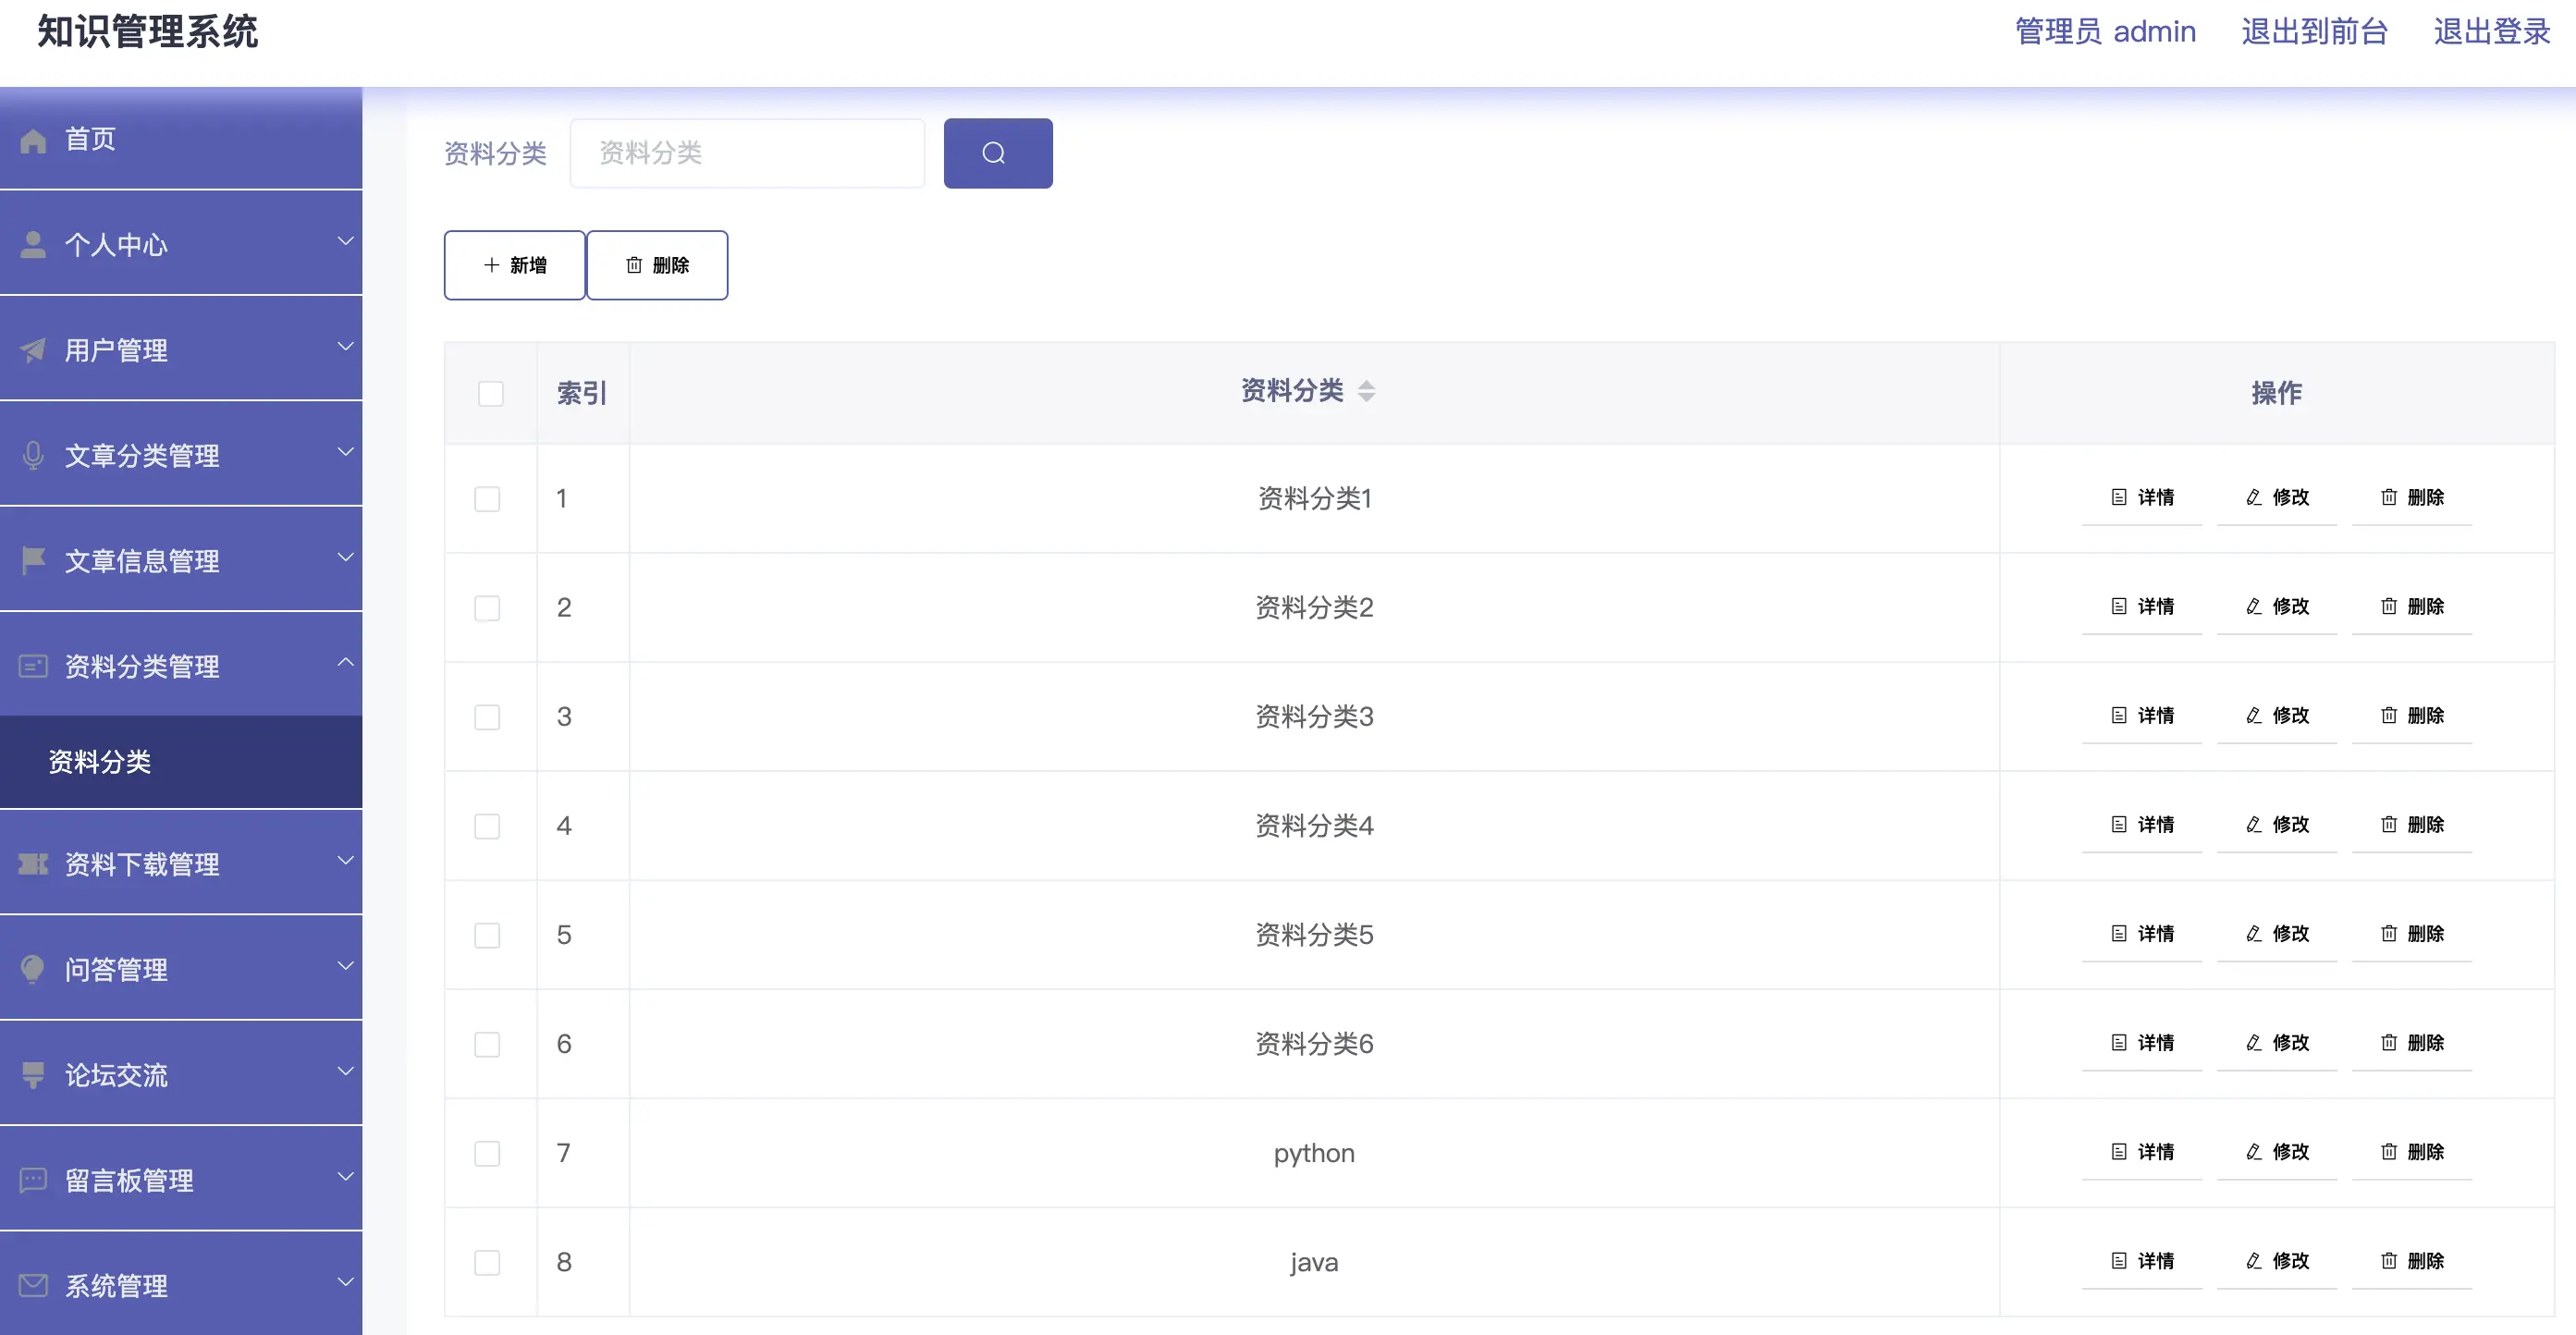 知识管理系统
管理员 admin 退出到前台 退出登录
首页
个人中心
用户管理
文章分类管理
文章信息管理
资料分类管理
资料分类
资料下载管理
问答管理
论坛交流
留言板管理
系统管理
资料分类 资料分类
新增 删除
索引 资料分类 操作
1 资料分类1 详情 修改 删除
2 资料分类2 详情 修改 删除
3 资料分类3 详情 修改 删除
4 资料分类4 详情 修改 删除
5 资料分类5 详情 修改 删除
6 资料分类6 详情 修改 删除
7 python 详情 修改 删除
8 java 详情 修改 删除